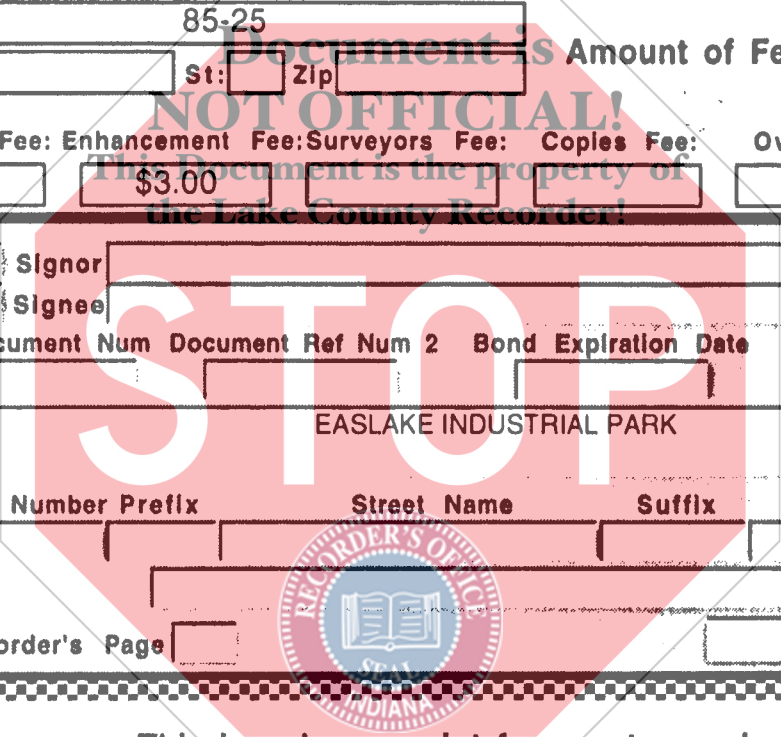 85-25
Document is
Amount of Fe
St: Zip
NOT OFFICIAL!
Fee: Enhancement Fee: Surveyors Fee: Copies Fee: Ov
This Document is the property of
$3.00
the Lake County Recorder!
Signor
Signee
STOP
cument Num Document Ref Num 2 Bond Expiration Date
EASLAKE INDUSTRIAL PARK
Number Prefix Street Name Suffix
RECORDER'S OFFICE
order's Page
SEAL
INDIANA